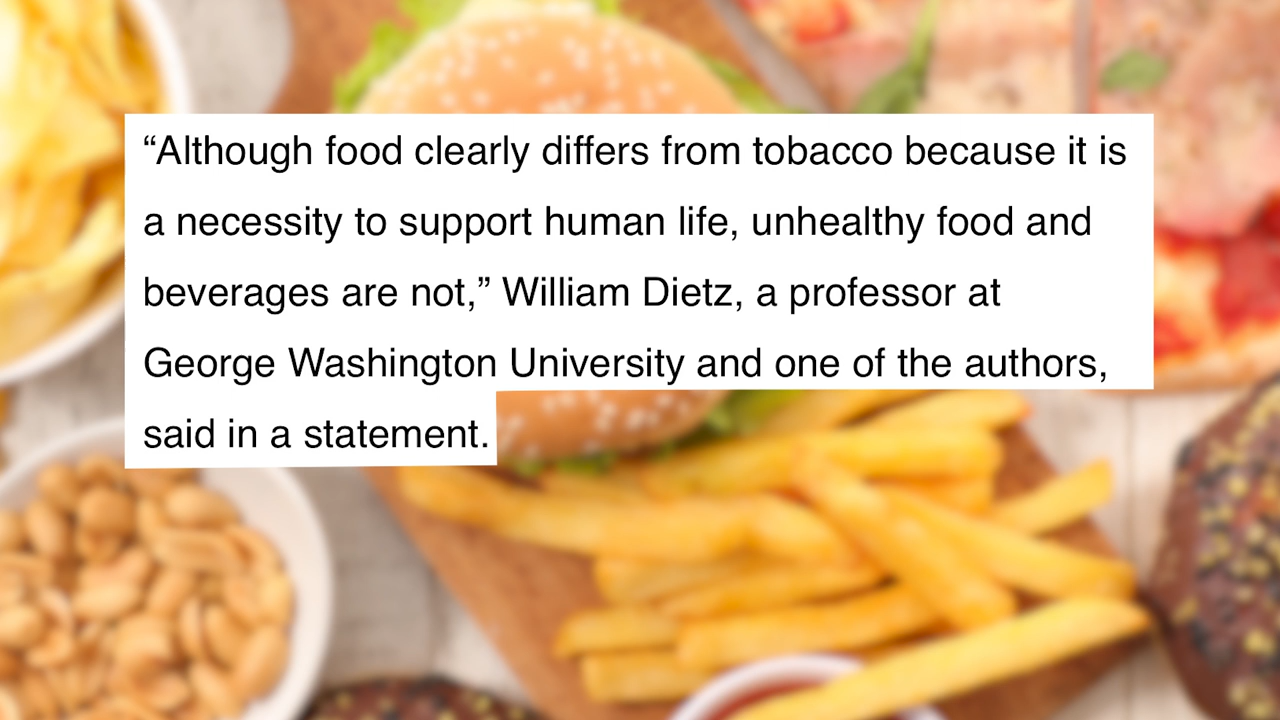 “Although food clearly differs from tobacco because it is
a necessity to support human life, unhealthy food and
beverages are not,” William Dietz, a professor at
George Washington University and one of the authors,
said in a statement.